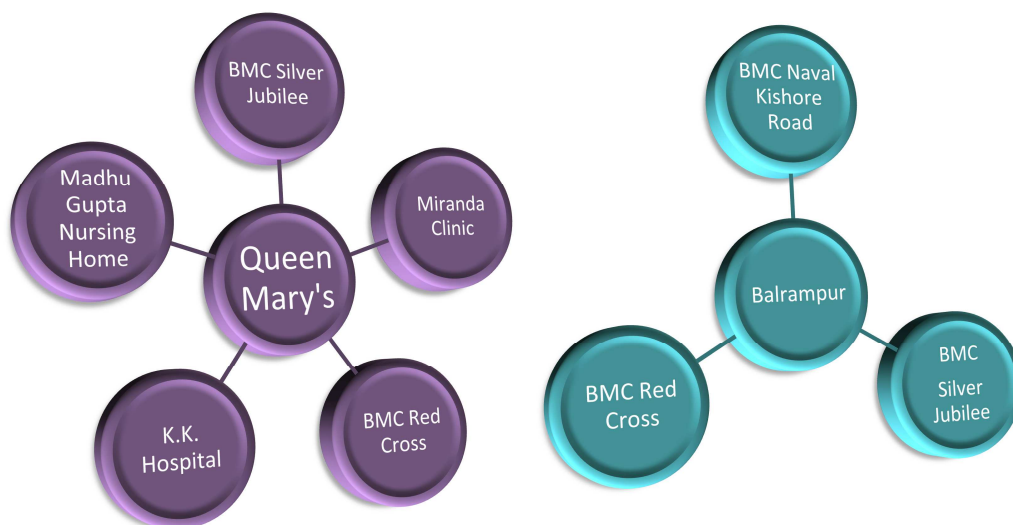 BMC Silver
Jubilee
Madhu
Gupta
Nursing
Home
Miranda
Clinic
Queen
Mary's
K.K.
Hospital
BMC Red
Cross
BMC Naval
Kishore
Road
Balrampur
BMC Red
Cross
BMC
Silver
Jubilee